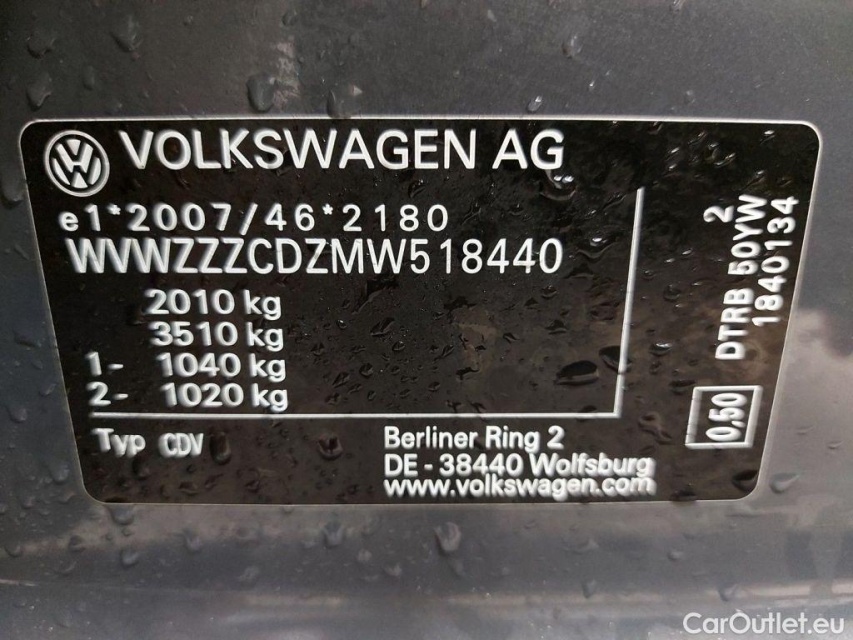 VOLKSWAGEN AG
e1*2007/46*2180
WVWZZZCDZMW518440
2010 kg
3510 kg
1- 1040 kg
2- 1020 kg
Typ CDV
Berliner Ring 2
DE - 38440 Wolfsburg
www.volkswagen.com
2
DTRB 50YW
1840134
0,50
CarOutlet.eu